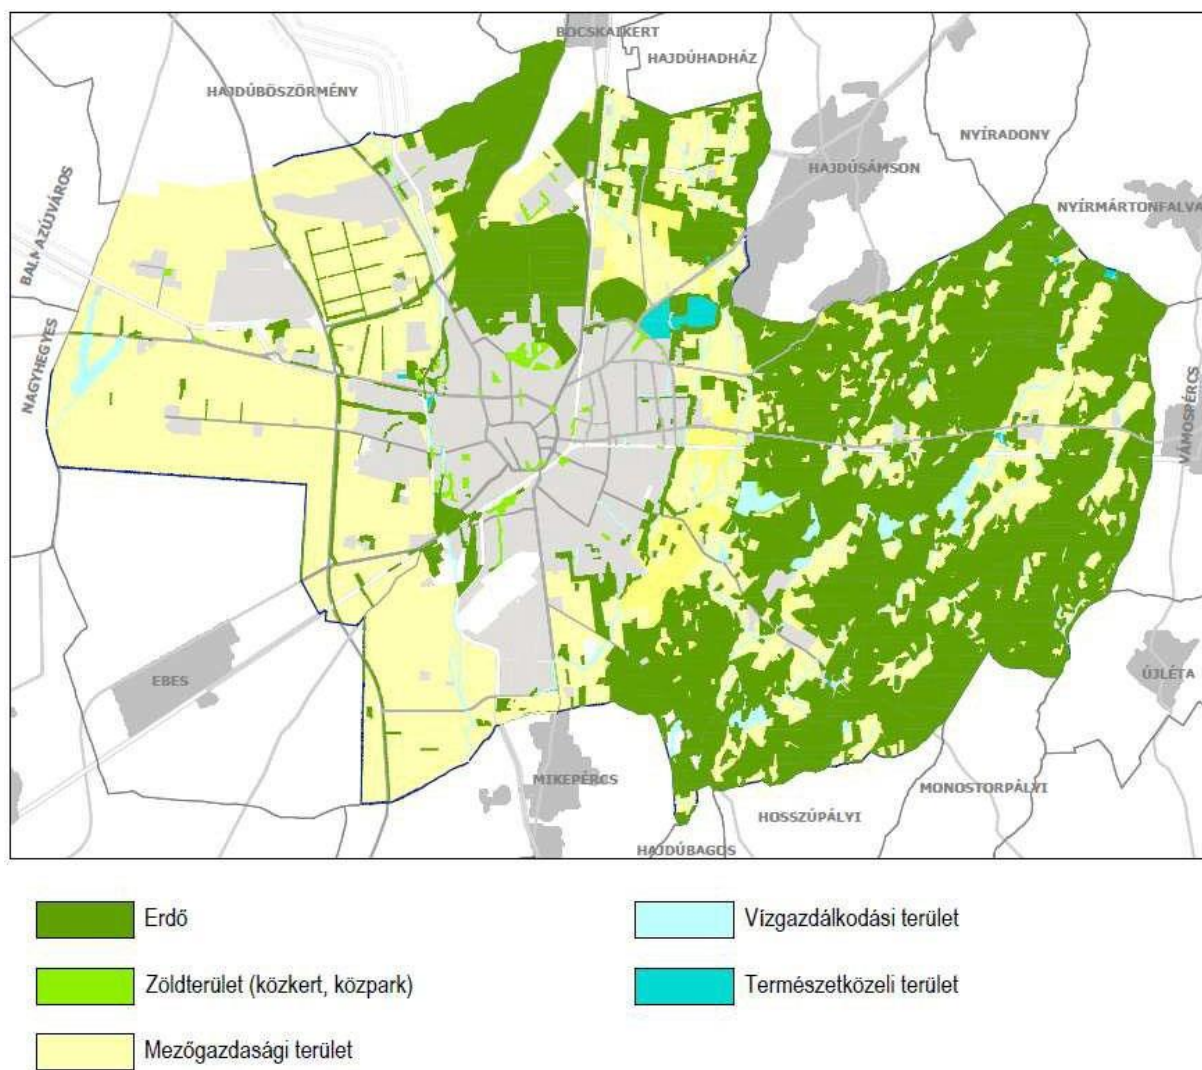 BOCSKAIKERT
HAJDÚHADHÁZ
HAJDÚBÖSZÖRMÉNY
NYÍRADONY
HAJDÚSÁMSON
NYÍRMÁRTONFALVA
BALMAZÚJVÁROS
NAGYHEGYES
VÁMOSPÉRCS
EBES
ÚJLÉTA
MIKEPÉRCS
MONOSTORPÁLYI
HOSSZÚPÁLYI
HAJDÚBAGOS
Erdő
Zöldterület (közkert, közpark)
Mezőgazdasági terület
Vízgazdálkodási terület
Természetközeli terület